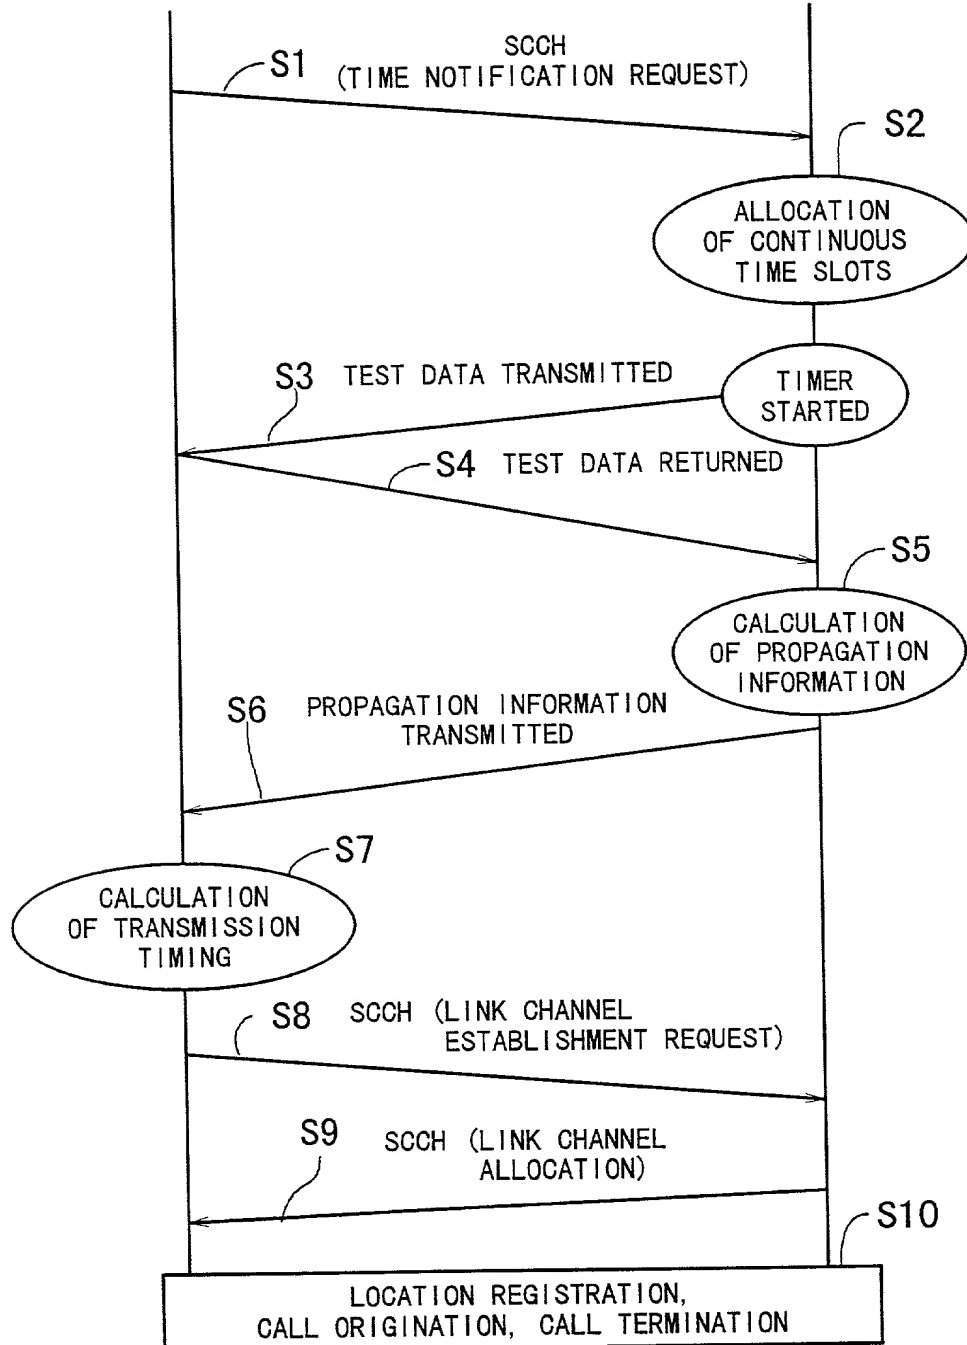 SCCH
S1
(TIME NOTIFICATION REQUEST)
S2
ALLOCATION
OF CONTINUOUS
TIME SLOTS
S3 TEST DATA TRANSMITTED
TIMER
STARTED
S4 TEST DATA RETURNED
S5
CALCULATION
OF PROPAGATION
INFORMATION
S6 PROPAGATION INFORMATION
TRANSMITTED
S7
CALCULATION
OF TRANSMISSION
TIMING
S8 SCCH (LINK CHANNEL
ESTABLISHMENT REQUEST)
S9 SCCH (LINK CHANNEL
ALLOCATION)
S10
LOCATION REGISTRATION,
CALL ORIGINATION, CALL TERMINATION